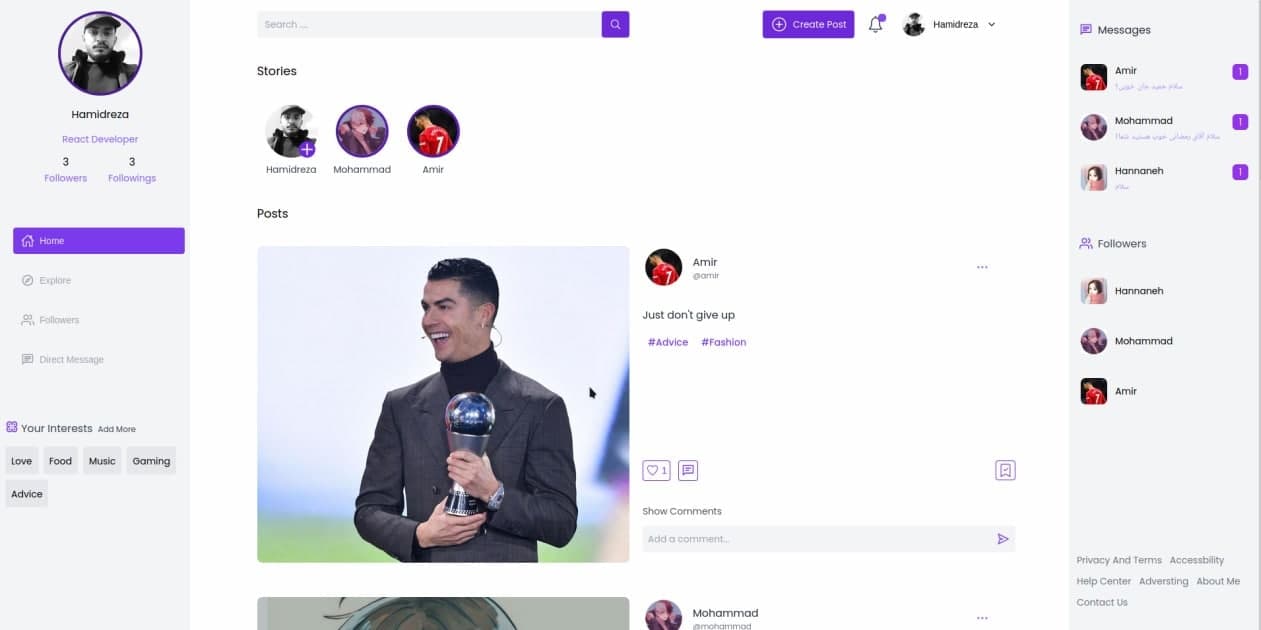 Hamidreza
React Developer
3 3
Followers Followings
Home
Explore
Followers
Direct Message
Your Interests Add More
Love Food Music Gaming
Advice
Search ....
Create Post
Hamidreza
Stories
Hamidreza Mohammad Amir
Posts
Amir
@amir
Just don't give up
#Advice #Fashion
1
Show Comments
Add a comment...
Mohammad
@mohammad
Messages
Amir 1
سلام حمید جان خوبی؟
Mohammad 1
سلام آقای رمضانی خوب هستید شما؟
Hannaneh 1
سلام
Followers
Hannaneh
Mohammad
Amir
Privacy And Terms Accessbility
Help Center Adversting About Me
Contact Us
7
7
7